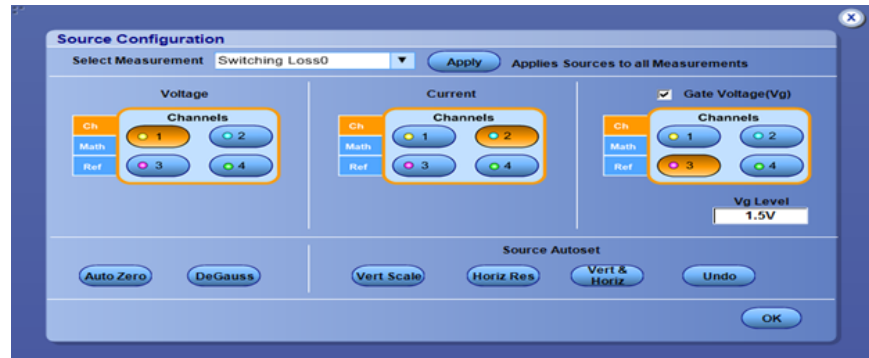 Source Configuration
Select Measurement Switching Loss0 Apply Applies Sources to all Measurements
Voltage
Ch
Math
Ref
Channels
1 2
3 4
Current
Ch
Math
Ref
Channels
1 2
3 4
Gate Voltage(Vg)
Ch
Math
Ref
Channels
1 2
3 4
Vg Level
1.5V
Auto Zero DeGauss
Source Autoset
Vert Scale Horiz Res Vert & Horiz Undo
OK